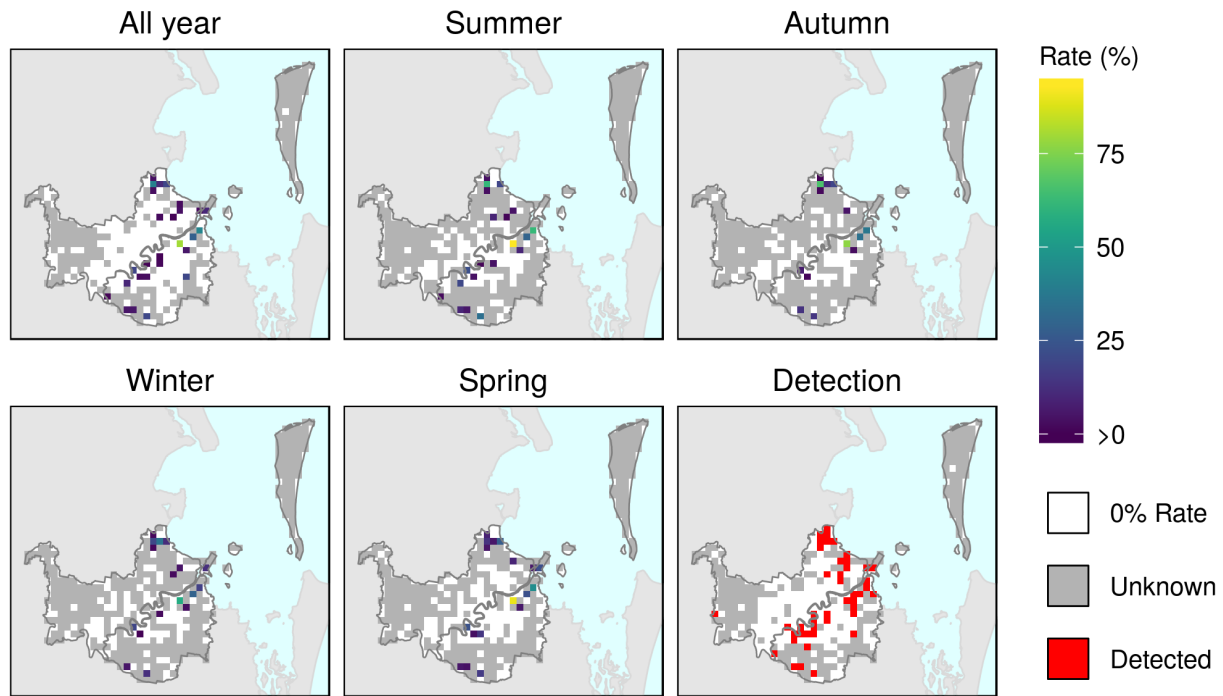 All year
Summer
Autumn
Rate (%)
75
50
25
>0
Winter
Spring
Detection
0% Rate
Unknown
Detected